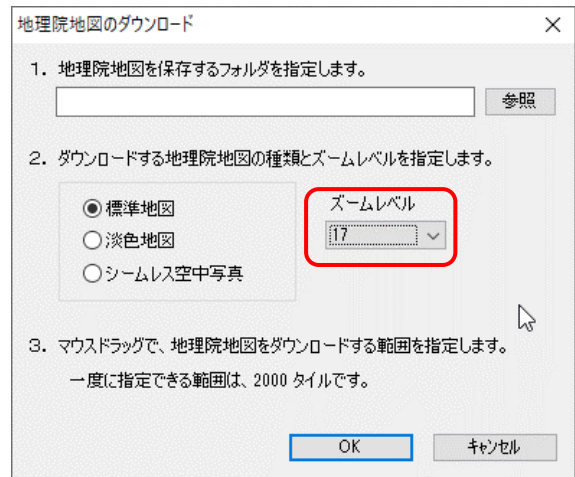 地理院地図のダウンロード
1. 地理院地図を保存するフォルダを指定します。
参照
2. ダウンロードする地理院地図の種類とズームレベルを指定します。
標準地図
淡色地図
シームレス空中写真
ズームレベル
17
3. マウスドラッグで、地理院地図をダウンロードする範囲を指定します。
一度に指定できる範囲は、2000 タイルです。
OK
キャンセル